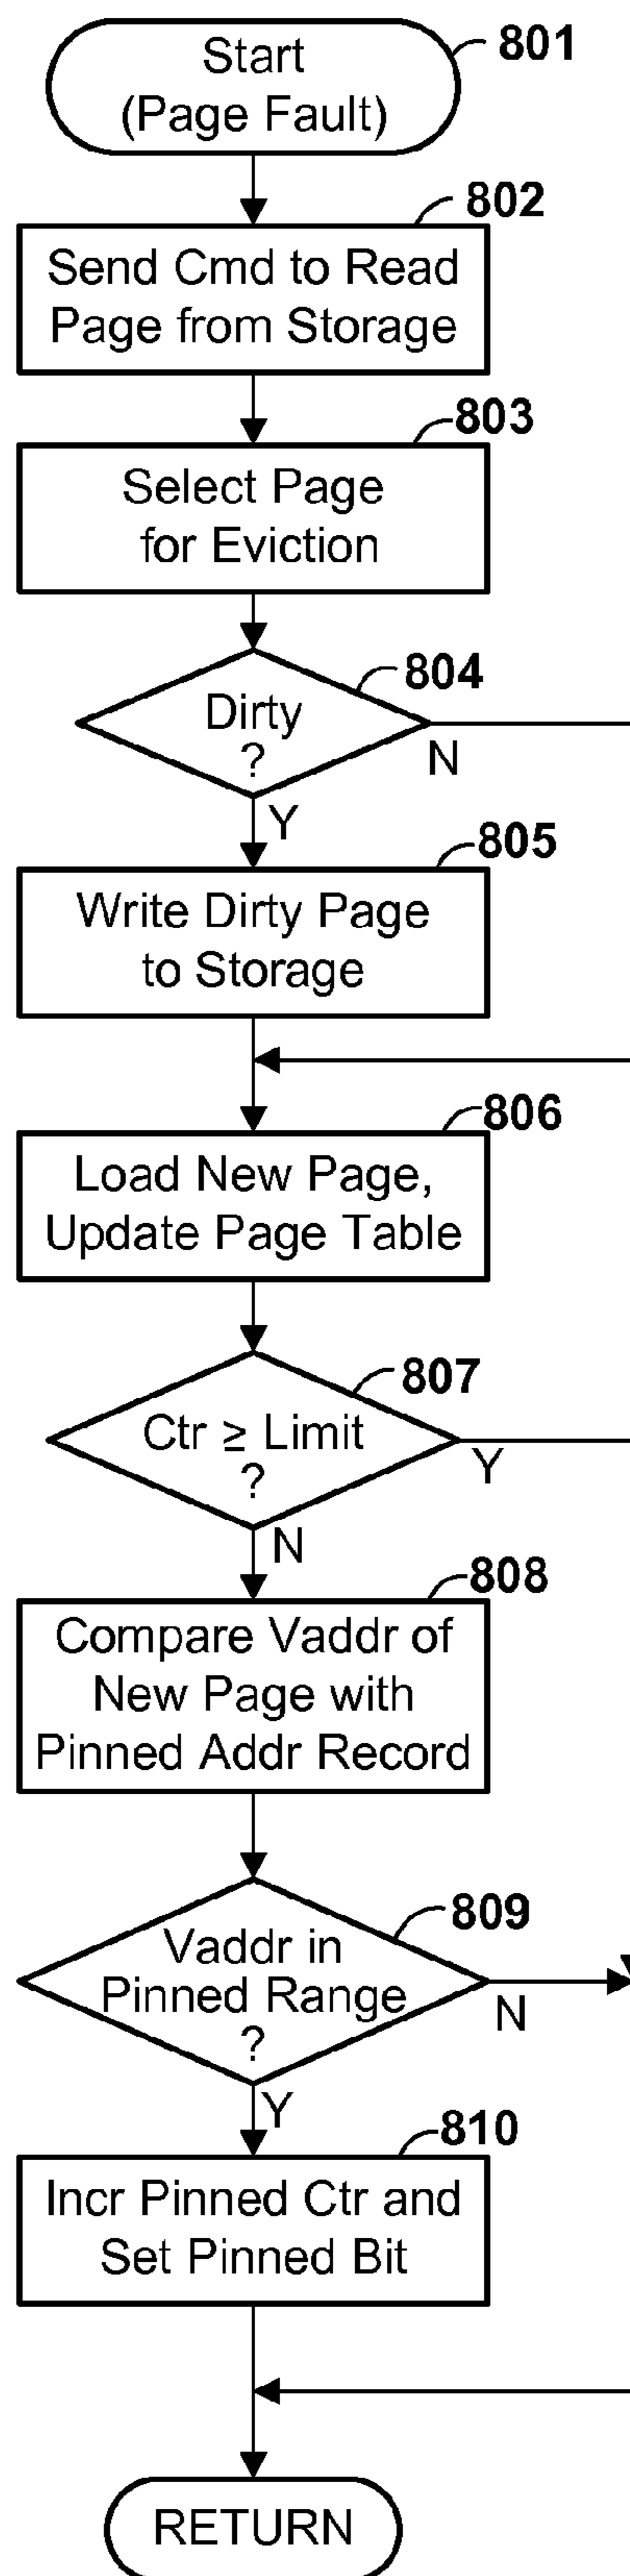 Start
(Page Fault)
801
802
Send Cmd to Read
Page from Storage
803
Select Page
for Eviction
804
Dirty
?
N
Y
805
Write Dirty Page
to Storage
806
Load New Page,
Update Page Table
807
Ctr ≥ Limit
?
Y
N
808
Compare Vaddr of
New Page with
Pinned Addr Record
809
Vaddr in
Pinned Range
?
N
Y
810
Incr Pinned Ctr and
Set Pinned Bit
RETURN